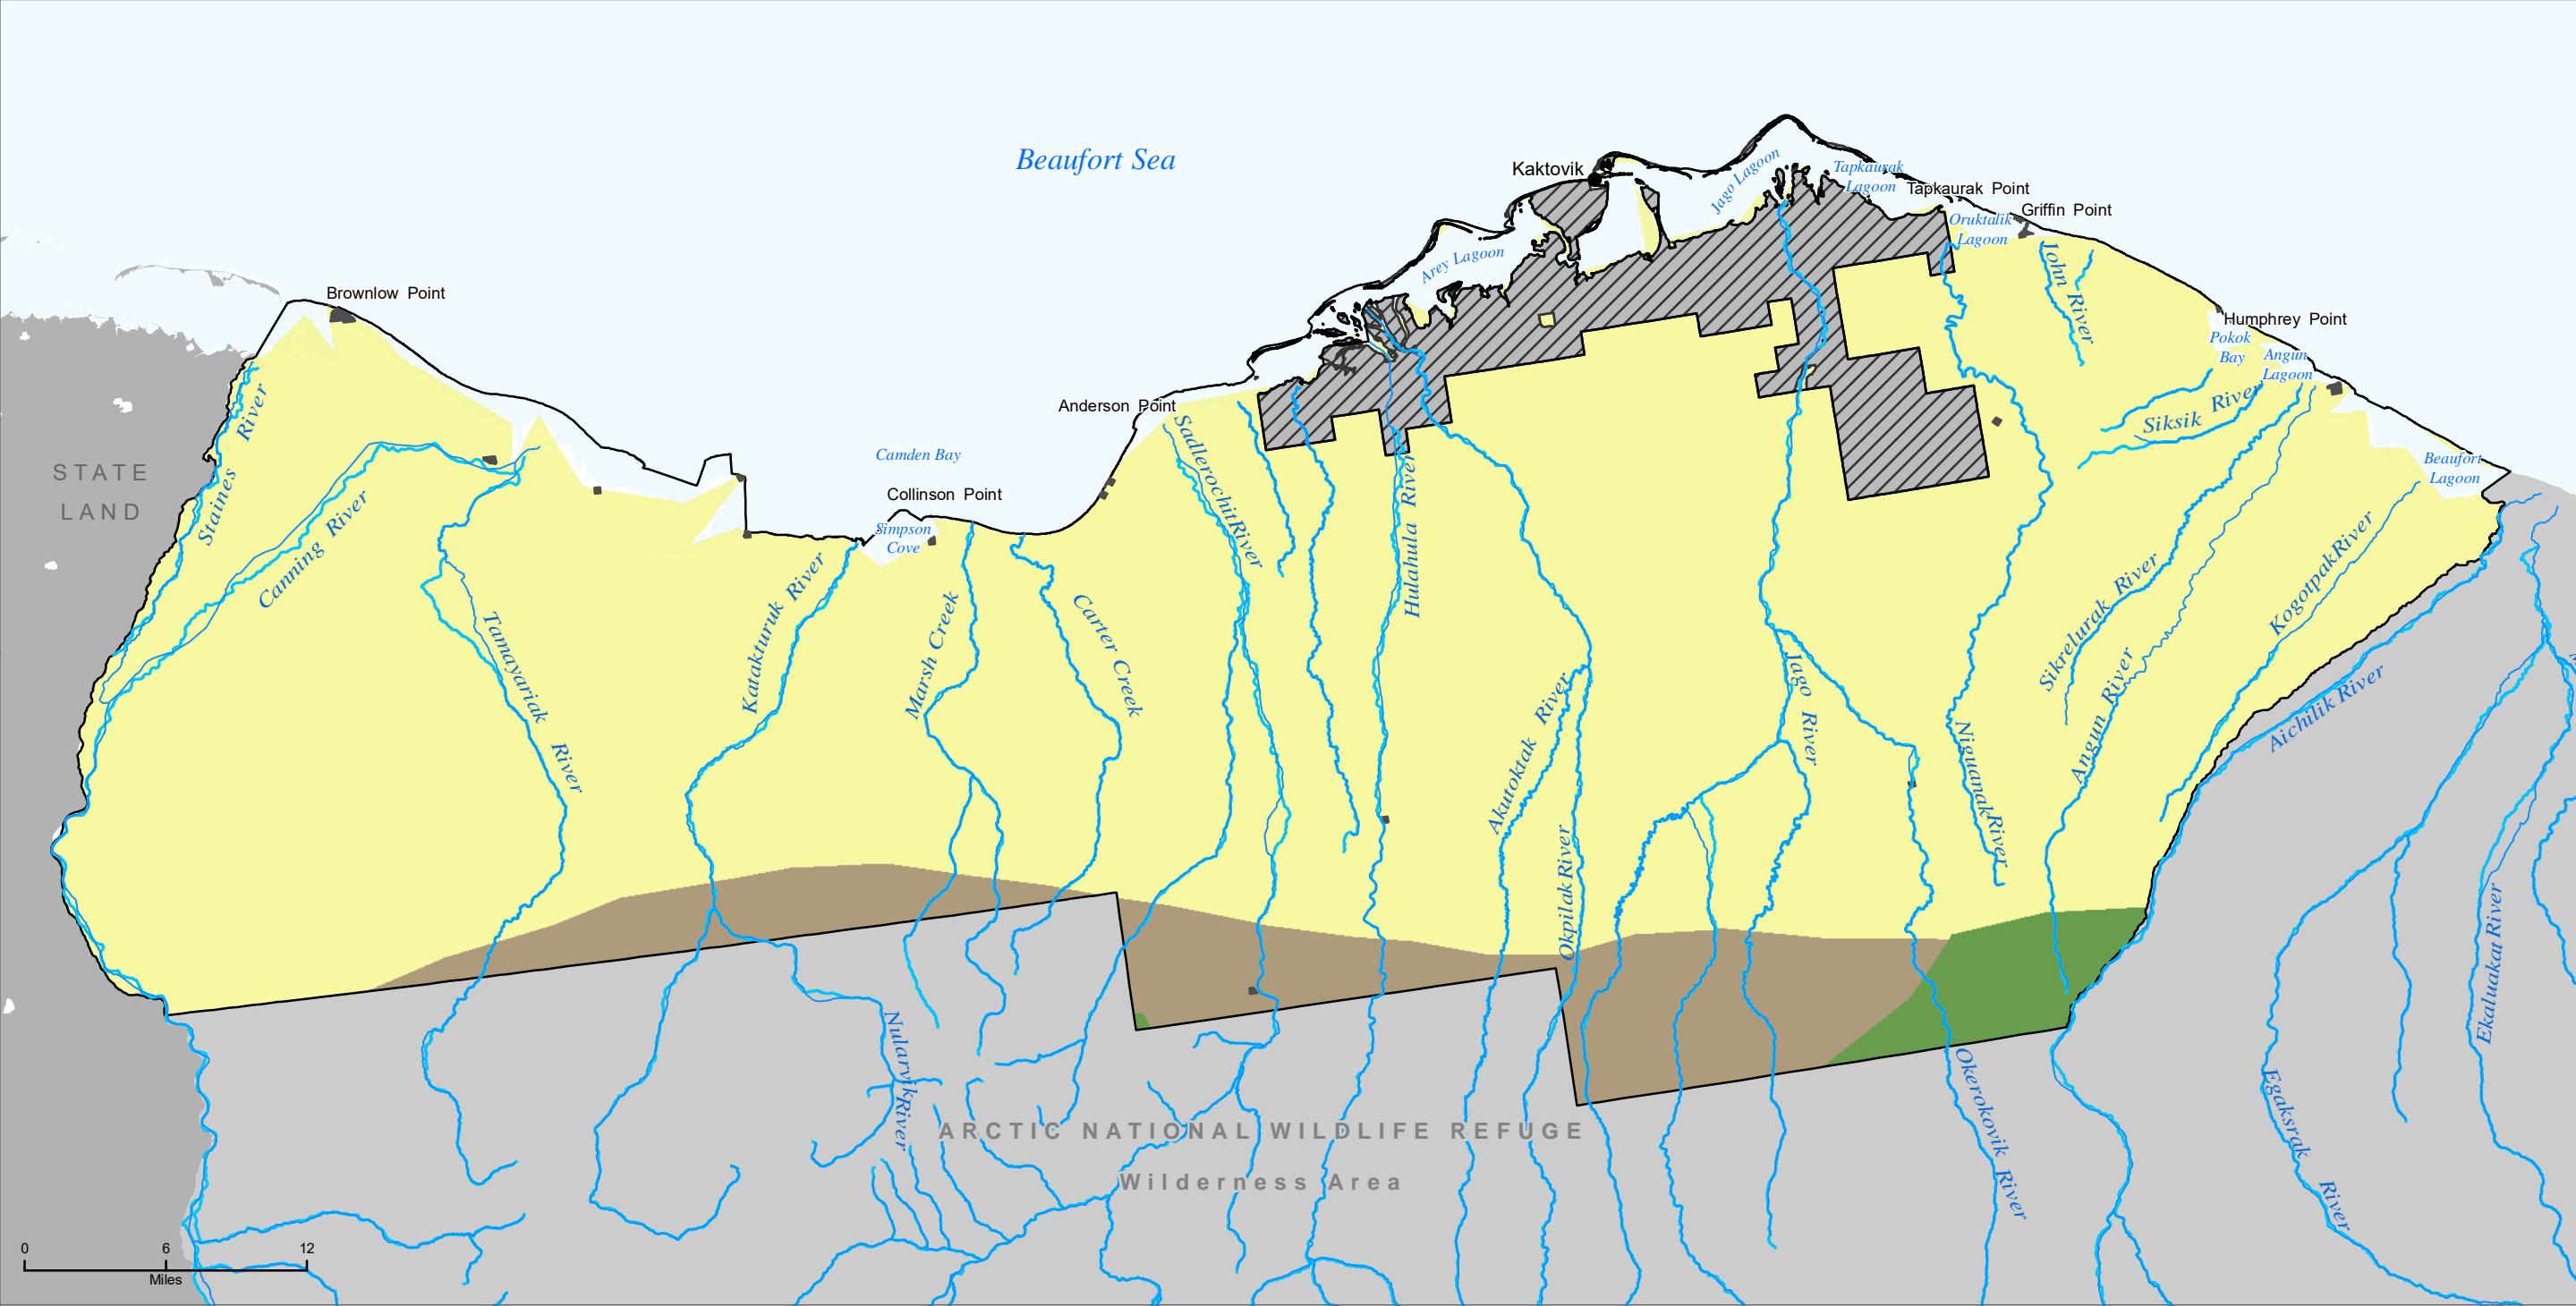 Beaufort Sea
Kaktovik
Jago Lagoon
Tapkaurak
Lagoon
Tapkaurak Point
Griffin Point
Oruktalik
Lagoon
Arey Lagoon
John River
Brownlow Point
Humphrey Point
Pokok
Bay
Angun
Lagoon
Anderson Point
Siksik River
Staines River
Sadlerochit River
Camden Bay
Beaufort
Lagoon
STATE
LAND
Collinson Point
Simpson
Cove
Canning River
Hulahula River
Tamayariak River
Katakturuk River
Marsh Creek
Carter Creek
Sikrelurak River
Kogotpak River
Angun River
Aichilik River
Jago River
Akutoktak River
Niguanak River
Okpilak River
Ekaluakat River
Nularvik River
Okerokovik River
Egaksrak River
ARCTIC NATIONAL WILDLIFE REFUGE
Wilderness Area
0 6 12
Miles